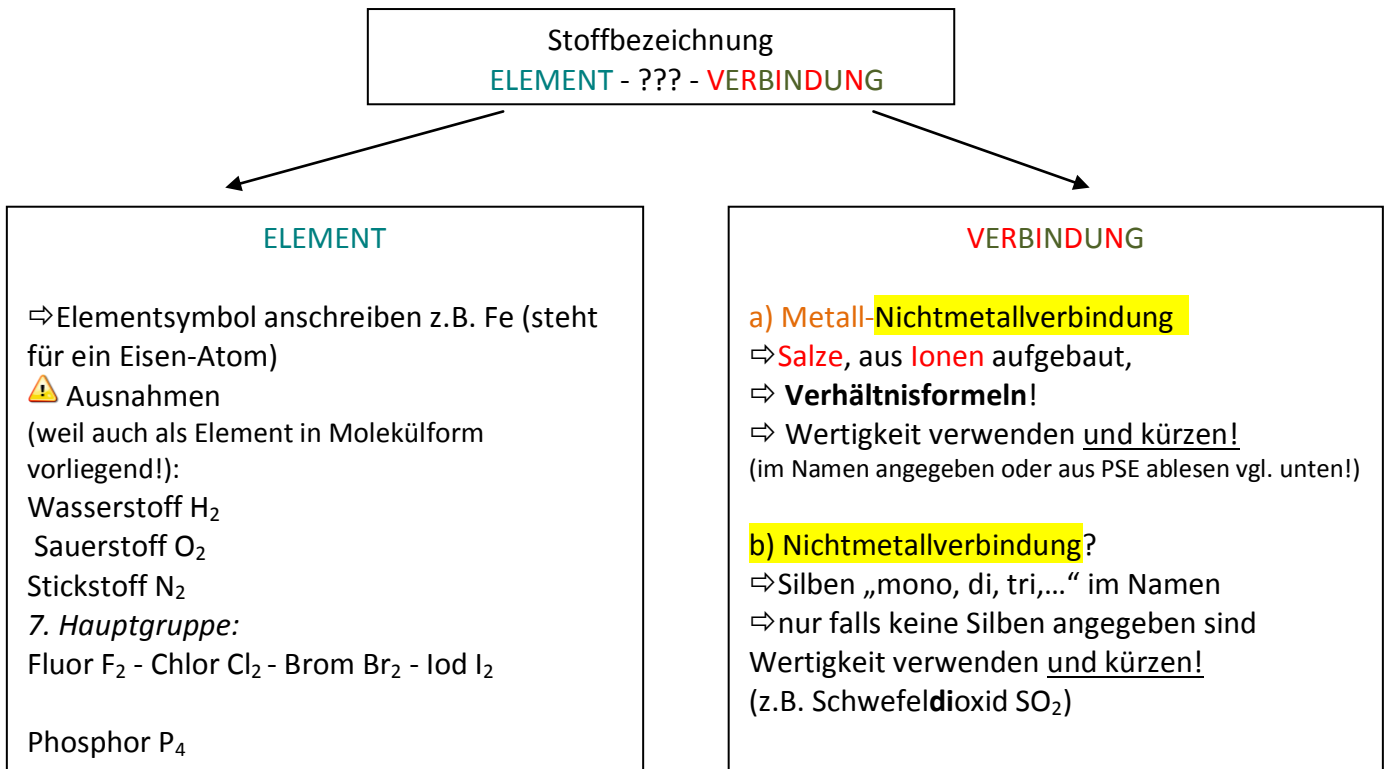 Stoffbezeichnung
ELEMENT - ??? - VERBINDUNG
ELEMENT
⇨Elementsymbol anschreiben z.B. Fe (steht
für ein Eisen-Atom)
⚠ Ausnahmen
(weil auch als Element in Molekülform
vorliegend!):
Wasserstoff H₂
Sauerstoff O₂
Stickstoff N₂
7. Hauptgruppe:
Fluor F₂ - Chlor Cl₂ - Brom Br₂ - Iod I₂
Phosphor P₄
VERBINDUNG
a) Metall-Nichtmetallverbindung
⇨Salze, aus Ionen aufgebaut,
⇨ Verhältnisformeln!
⇨ Wertigkeit verwenden und kürzen!
(im Namen angegeben oder aus PSE ablesen vgl. unten!)
b) Nichtmetallverbindung?
⇨Silben „mono, di, tri,…“ im Namen
⇨nur falls keine Silben angegeben sind
Wertigkeit verwenden und kürzen!
(z.B. Schwefeldioxid SO₂)